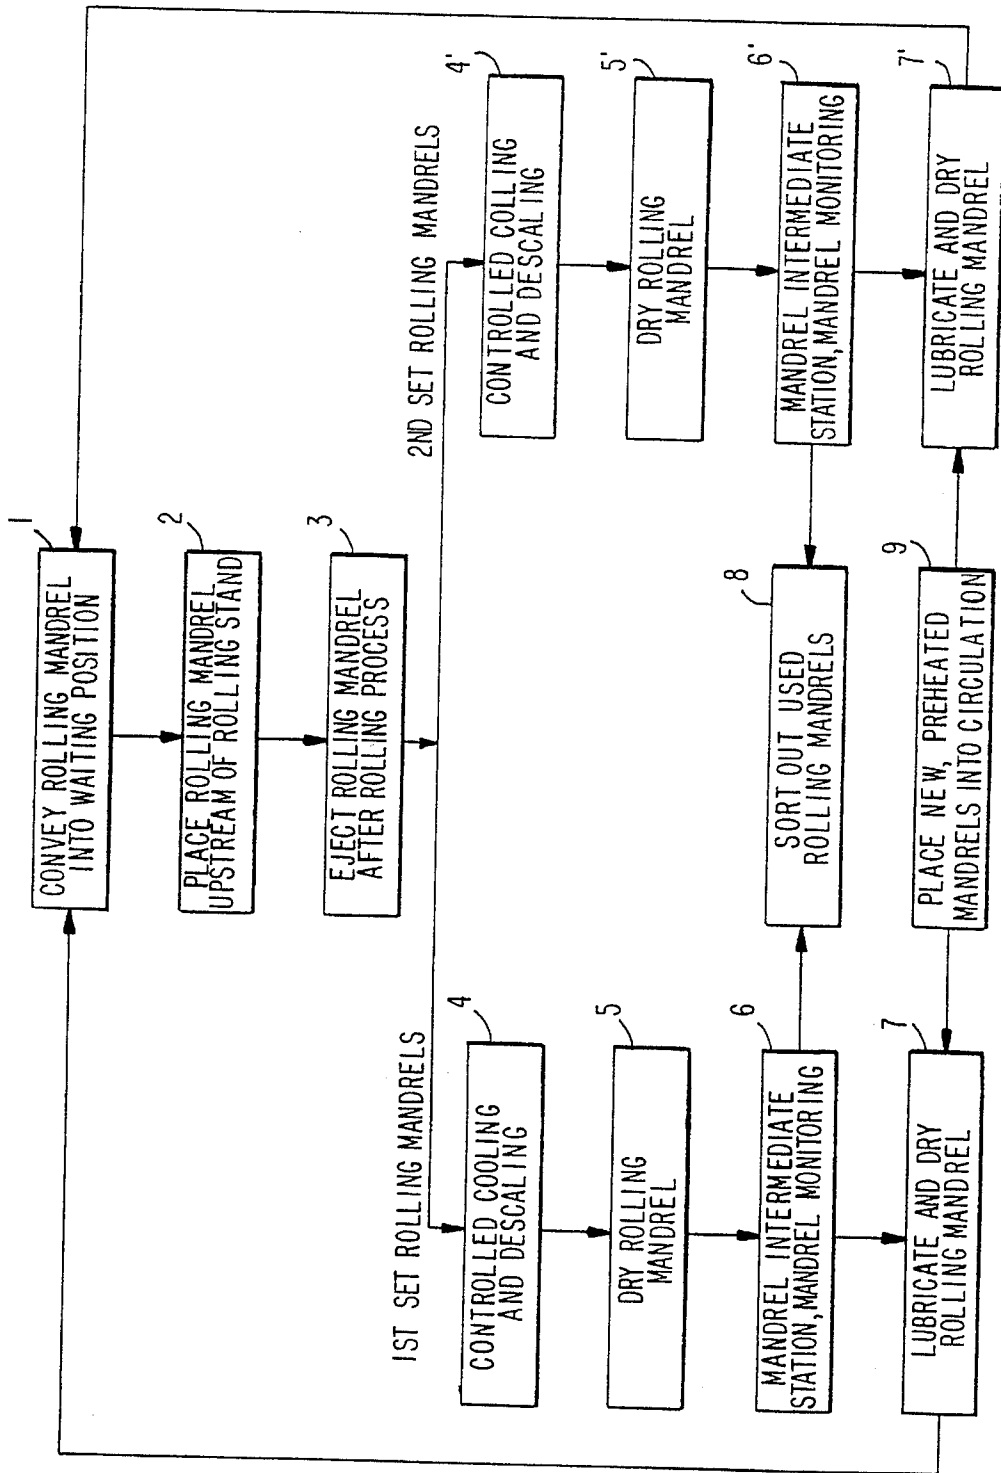 1
CONVEY ROLLING MANDREL
INTO WAITING POSITION
2
PLACE ROLLING MANDREL
UPSTREAM OF ROLLING STAND
3
EJECT ROLLING MANDREL
AFTER ROLLING PROCESS
1ST SET ROLLING MANDRELS
2ND SET ROLLING MANDRELS
4
CONTROLLED COOLING
AND DESCALING
4'
CONTROLLED COLLING
AND DESCALING
5
DRY ROLLING
MANDREL
5'
DRY ROLLING
MANDREL
6
MANDREL INTERMEDIATE
STATION, MANDREL MONITORING
8
SORT OUT USED
ROLLING MANDRELS
6'
MANDREL INTERMEDIATE
STATION, MANDREL MONITORING
7
LUBRICATE AND DRY
ROLLING MANDREL
9
PLACE NEW, PREHEATED
MANDRELS INTO CIRCULATION
7'
LUBRICATE AND DRY
ROLLING MANDREL